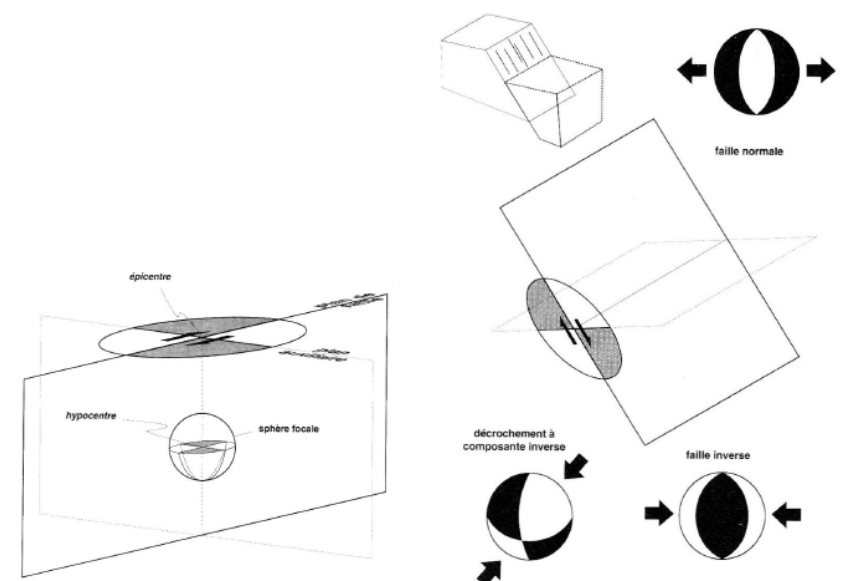 épicentre
hypocentre
sphère focale
faille normale
décrochement à
composante inverse
faille inverse